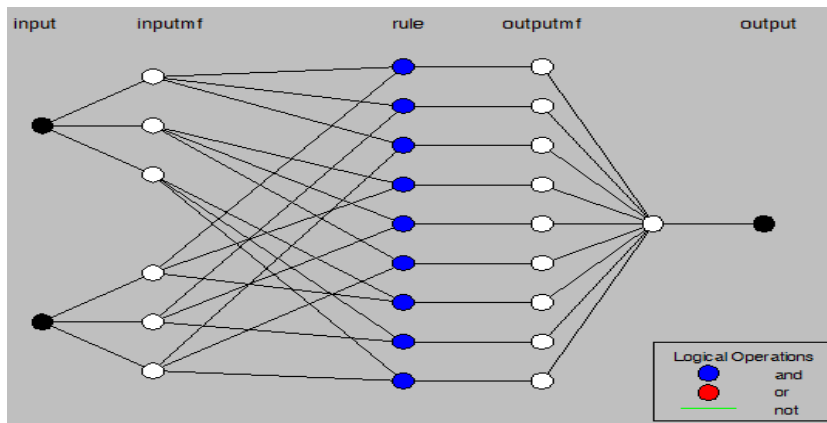 input inputmf rule outputmf output
Logical Operations
and
or
not